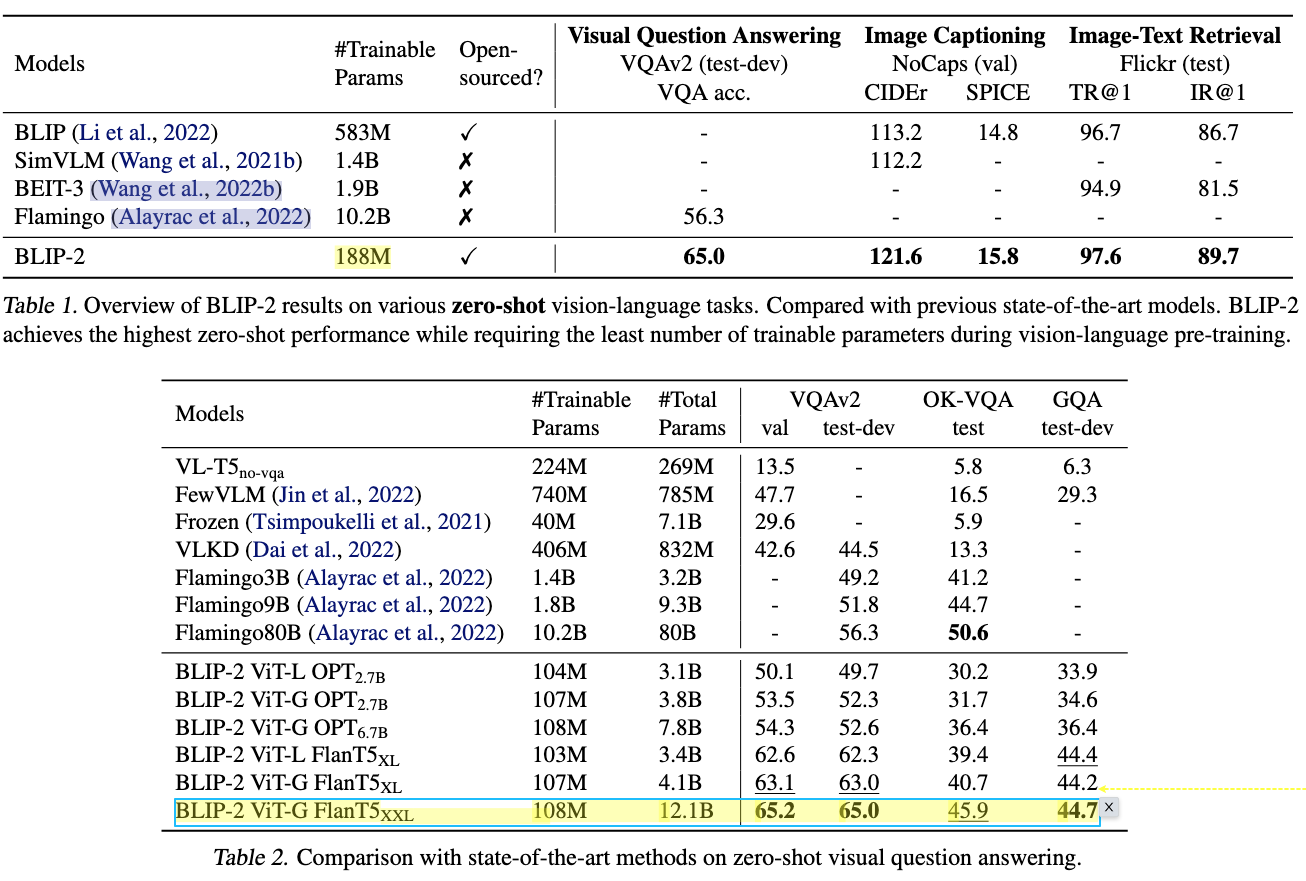 Models #Trainable Params Open-sourced? Visual Question Answering Image Captioning Image-Text Retrieval
VQAv2 (test-dev) NoCaps (val) Flickr (test)
VQA acc. CIDEr SPICE TR@1 IR@1
BLIP (Li et al., 2022) 583M ✓ - 113.2 14.8 96.7 86.7
SimVLM (Wang et al., 2021b) 1.4B ✗ - 112.2 - - -
BEIT-3 (Wang et al., 2022b) 1.9B ✗ - - - 94.9 81.5
Flamingo (Alayrac et al., 2022) 10.2B ✗ 56.3 - - - -
BLIP-2 188M ✓ 65.0 121.6 15.8 97.6 89.7
Table 1. Overview of BLIP-2 results on various zero-shot vision-language tasks. Compared with previous state-of-the-art models. BLIP-2
achieves the highest zero-shot performance while requiring the least number of trainable parameters during vision-language pre-training.
Models #Trainable Params #Total Params VQAv2 OK-VQA GQA
val test-dev test test-dev
VL-T5no-vqa 224M 269M 13.5 - 5.8 6.3
FewVLM (Jin et al., 2022) 740M 785M 47.7 - 16.5 29.3
Frozen (Tsimpoukelli et al., 2021) 40M 7.1B 29.6 - 5.9 -
VLKD (Dai et al., 2022) 406M 832M 42.6 44.5 13.3 -
Flamingo3B (Alayrac et al., 2022) 1.4B 3.2B - 49.2 41.2 -
Flamingo9B (Alayrac et al., 2022) 1.8B 9.3B - 51.8 44.7 -
Flamingo80B (Alayrac et al., 2022) 10.2B 80B - 56.3 50.6 -
BLIP-2 ViT-L OPT2.7B 104M 3.1B 50.1 49.7 30.2 33.9
BLIP-2 ViT-G OPT2.7B 107M 3.8B 53.5 52.3 31.7 34.6
BLIP-2 ViT-G OPT6.7B 108M 7.8B 54.3 52.6 36.4 36.4
BLIP-2 ViT-L FlanT5XL 103M 3.4B 62.6 62.3 39.4 44.4
BLIP-2 ViT-G FlanT5XL 107M 4.1B 63.1 63.0 40.7 44.2
BLIP-2 ViT-G FlanT5XXL 108M 12.1B 65.2 65.0 45.9 44.7
Table 2. Comparison with state-of-the-art methods on zero-shot visual question answering.